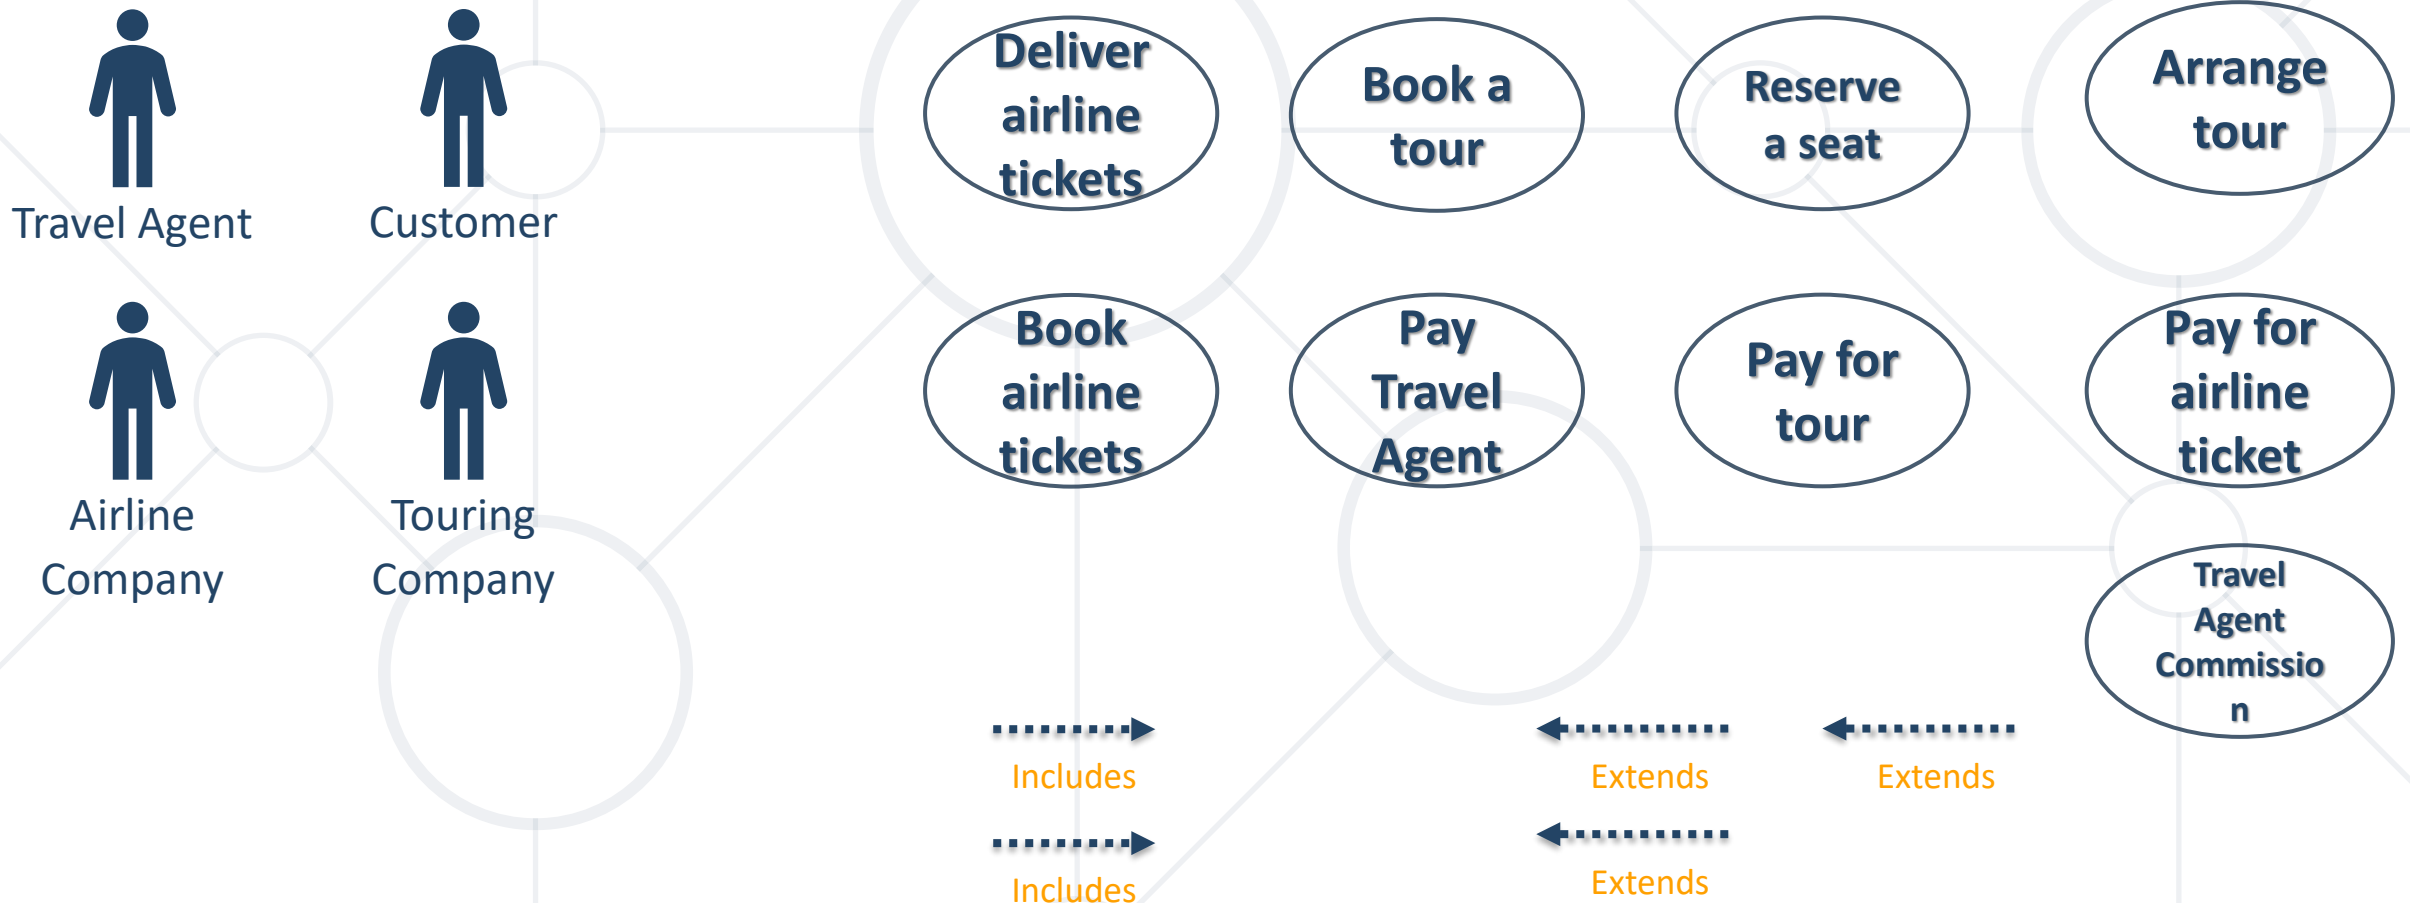 Travel Agent
Customer
Airline
Company
Touring
Company
Deliver
airline
tickets
Book a
tour
Reserve
a seat
Arrange
tour
Book
airline
tickets
Pay
Travel
Agent
Pay for
tour
Pay for
airline
ticket
Travel
Agent
Commissio
n
Includes
Extends
Extends
Includes
Extends